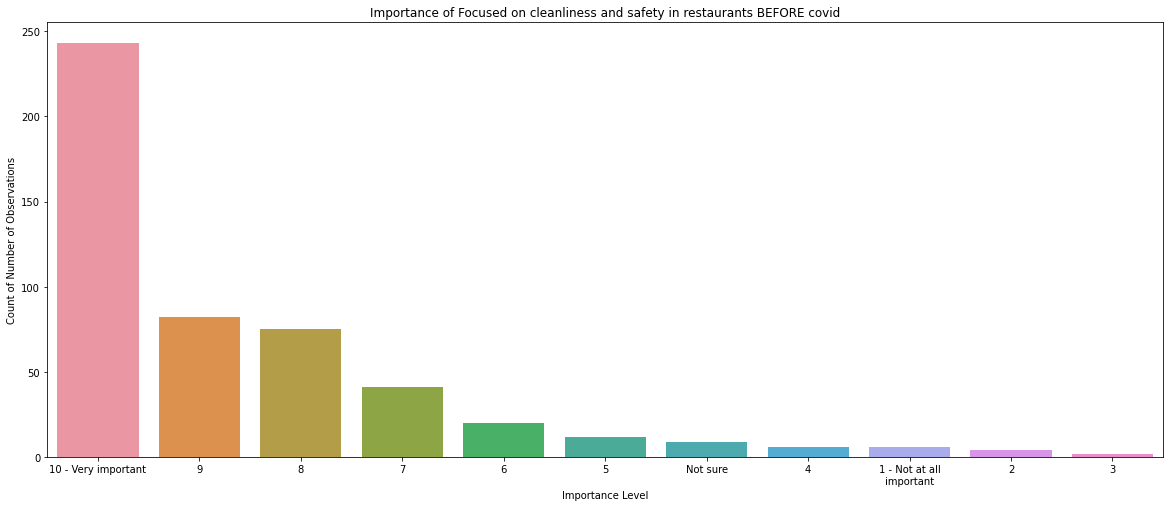 Importance of Focused on cleanliness and safety in restaurants BEFORE covid
Count of Number of Observations
250
200
150
100
50
0
10 - Very important
9
8
7
6
5
Not sure
4
1 - Not at all
important
2
3
Importance Level